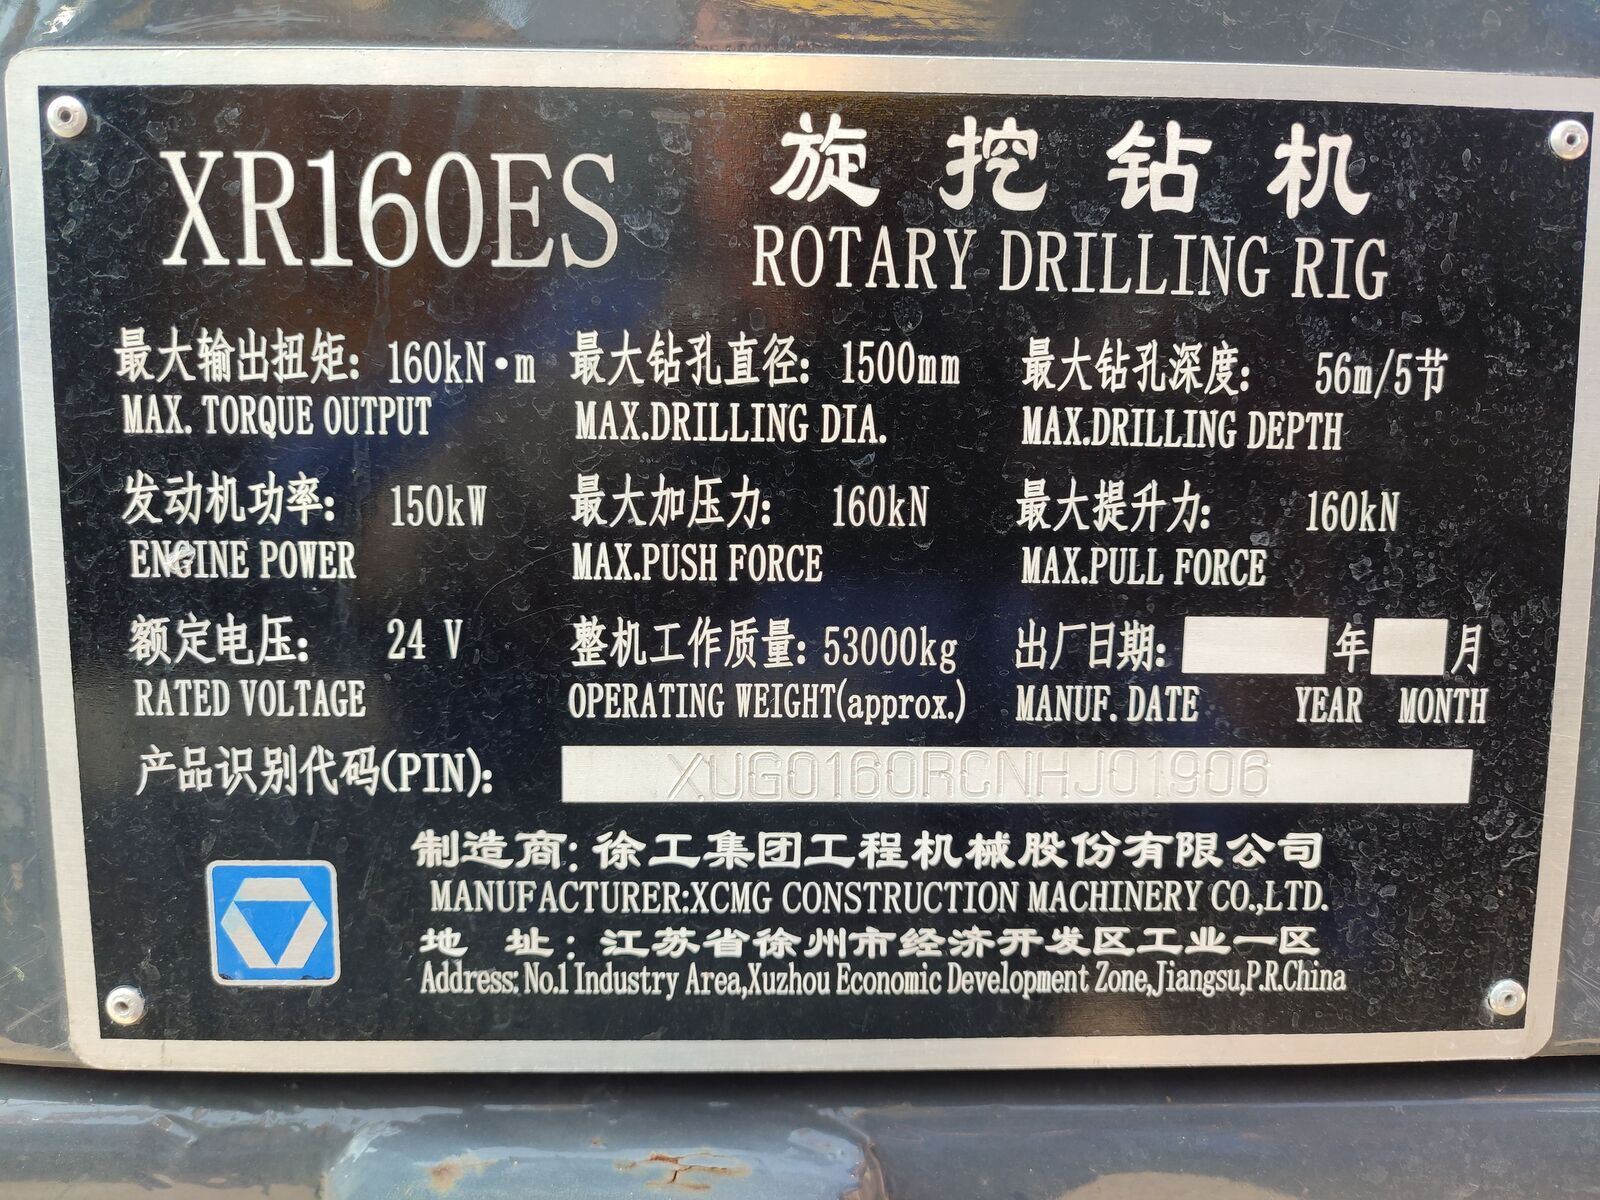 XR160ES
旋挖钻机
ROTARY DRILLING RIG
最大输出扭矩: 160kN·m 最大钻孔直径: 1500mm 最大钻孔深度: 56m/5节
MAX. TORQUE OUTPUT MAX.DRILLING DIA. MAX.DRILLING DEPTH
发动机功率: 150kW 最大加压力: 160kN 最大提升力: 160kN
ENGINE POWER MAX.PUSH FORCE MAX.PULL FORCE
额定电压: 24 V 整机工作质量: 53000kg 出厂日期: 年 月
RATED VOLTAGE OPERATING WEIGHT(approx.) MANUF. DATE YEAR MONTH
产品识别代码(PIN): XUG0160RCNHJ01906
制造商: 徐工集团工程机械股份有限公司
MANUFACTURER:XCMG CONSTRUCTION MACHINERY CO.,LTD.
地 址: 江苏省徐州市经济开发区工业一区
Address: No.1 Industry Area,Xuzhou Economic Development Zone,Jiangsu,P.R.China